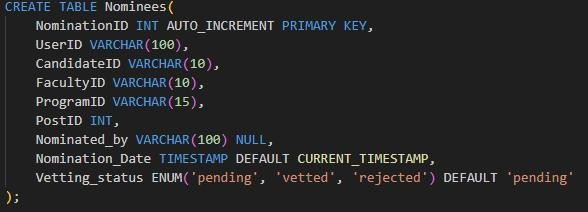 CREATE TABLE Nominees(
    NominationID INT AUTO_INCREMENT PRIMARY KEY,
    UserID VARCHAR(100),
    CandidateID VARCHAR(10),
    FacultyID VARCHAR(10),
    ProgramID VARCHAR(15),
    PostID INT,
    Nominated_by VARCHAR(100) NULL,
    Nomination_Date TIMESTAMP DEFAULT CURRENT_TIMESTAMP,
    Vetting_status ENUM('pending', 'vetted', 'rejected') DEFAULT 'pending'
);